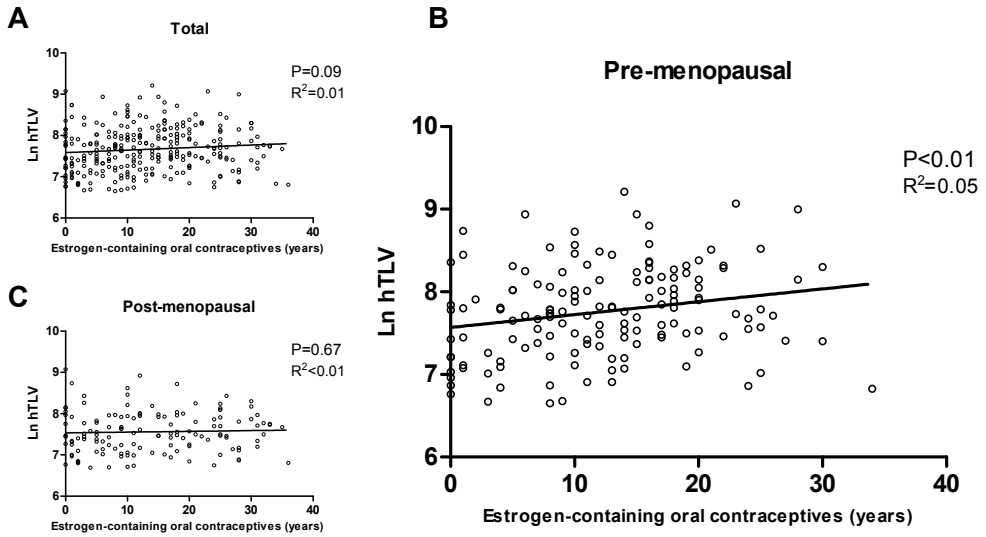 A
Total
P=0.09
R²=0.01
Ln hTLV
10
9
8
7
6
0
10
20
30
40
Estrogen-containing oral contraceptives (years)
B
Pre-menopausal
P<0.01
R²=0.05
Ln hTLV
10
9
8
7
6
0
10
20
30
40
Estrogen-containing oral contraceptives (years)
C
Post-menopausal
P=0.67
R²<0.01
Ln hTLV
10
9
8
7
6
0
10
20
30
40
Estrogen-containing oral contraceptives (years)